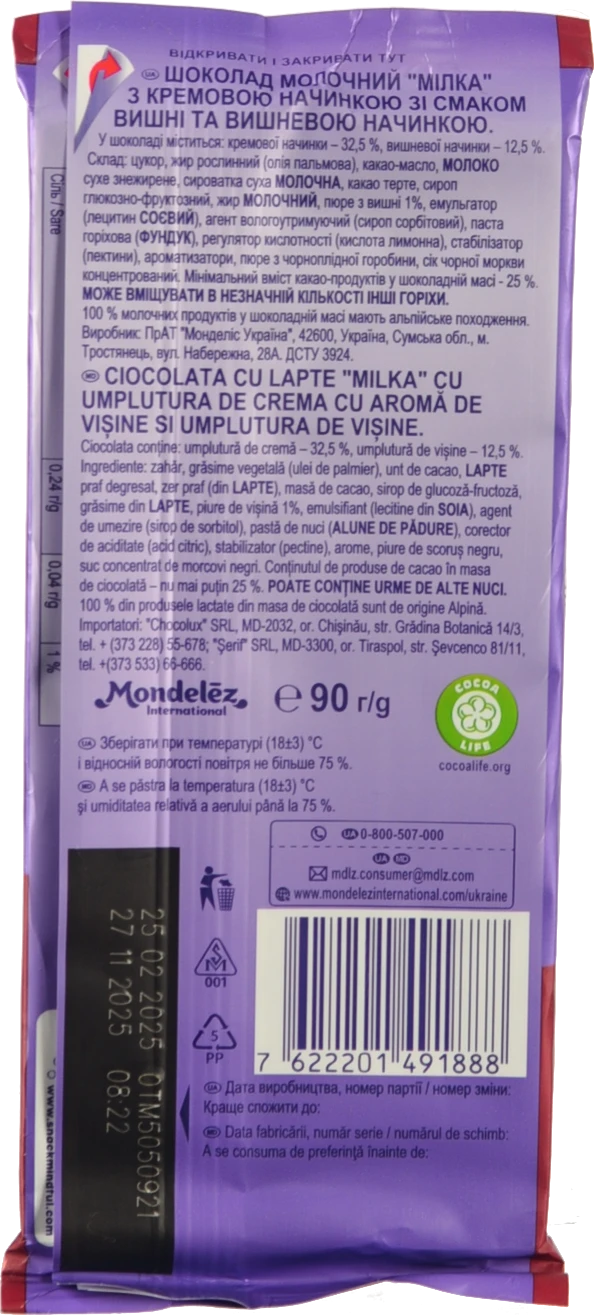 ВІДКРИВАТИ І ЗАКРИВАТИ ТУТ
UA ШОКОЛАД МОЛОЧНИЙ "МІЛКА"
З КРЕМОВОЮ НАЧИНКОЮ ЗІ СМАКОМ
ВИШНІ ТА ВИШНЕВОЮ НАЧИНКОЮ.
У шоколаді міститься: кремової начинки – 32,5 %, вишневої начинки – 12,5 %.
Склад: цукор, жир рослинний (олія пальмова), какао-масло, МОЛОКО
сухе знежирене, сироватка суха МОЛОЧНА, какао терте, сироп
глюкозно-фруктозний, жир МОЛОЧНИЙ, пюре з вишні 1%, емульгатор
(лецитин СОЄВИЙ), агент вологоутримуючий (сироп сорбітовий), паста
горіхова (ФУНДУК), регулятор кислотності (кислота лимонна), стабілізатор
(пектини), ароматизатори, пюре з чорноплідної горобини, сік чорної моркви
концентрований. Мінімальний вміст какао-продуктів у шоколадній масі - 25 %.
МОЖЕ ВМІЩУВАТИ В НЕЗНАЧНІЙ КІЛЬКОСТІ ІНШІ ГОРІХИ.
100 % молочних продуктів у шоколадній масі мають альпійське походження.
Виробник: ПрАТ "Монделіс Україна", 42600, Україна, Сумська обл., м.
Тростянець, вул. Набережна, 28А. ДСТУ 3924.
MD CIOCOLATA CU LAPTE "MILKA" CU
UMPLUTURA DE CREMA CU AROMĂ DE
VIȘINE SI UMPLUTURA DE VIȘINE.
Ciocolata conține: umplutură de cremă – 32,5 %, umplutură de vișine – 12,5 %.
Ingrediente: zahăr, grăsime vegetală (ulei de palmier), unt de cacao, LAPTE
praf degresat, zer praf (din LAPTE), masă de cacao, sirop de glucoză-fructoză,
grăsime din LAPTE, piure de vișină 1%, emulsifiant (lecitine din SOIA), agent
de umezire (sirop de sorbitol), pastă de nuci (ALUNE DE PĂDURE), corector
de aciditate (acid citric), stabilizator (pectine), arome, piure de scoruș negru,
suc concentrat de morcovi negri. Conținutul de produse de cacao în masa
de ciocolată – nu mai puțin 25 %. POATE CONȚINE URME DE ALTE NUCI.
100 % din produsele lactate din masa de ciocolată sunt de origine Alpină.
Importatori: "Chocolux" SRL, MD-2032, or. Chișinău, str. Grădina Botanică 14/3,
tel. + (373 228) 55-678; "Șerif" SRL, MD-3300, or. Tiraspol, str. Șevcenco 81/11,
tel. +(373 533) 66-666.
Mondelēz
International
e 90 г/g
COCOA
LIFE
cocoalife.org
UA Зберігати при температурі (18±3) °C
і відносній вологості повітря не більше 75 %.
MD A se păstra la temperatura (18±3) °C
și umiditatea relativă a aerului până la 75 %.
UA 0-800-507-000
UA MD
mdlz.consumer@mdlz.com
www.mondelezinternational.com/ukraine
001
5
PP
7 622201 491888
25 02 2025 OTM5050921
27 11 2025 08:22
UA Дата виробництва, номер партії / номер зміни:
Краще спожити до:
MD Data fabricării, număr serie / numărul de schimb:
A se consuma de preferință înainte de:
Сіль / Sare
0,24 г/g
0,04 г/g
1 %
www.snackmindful.com